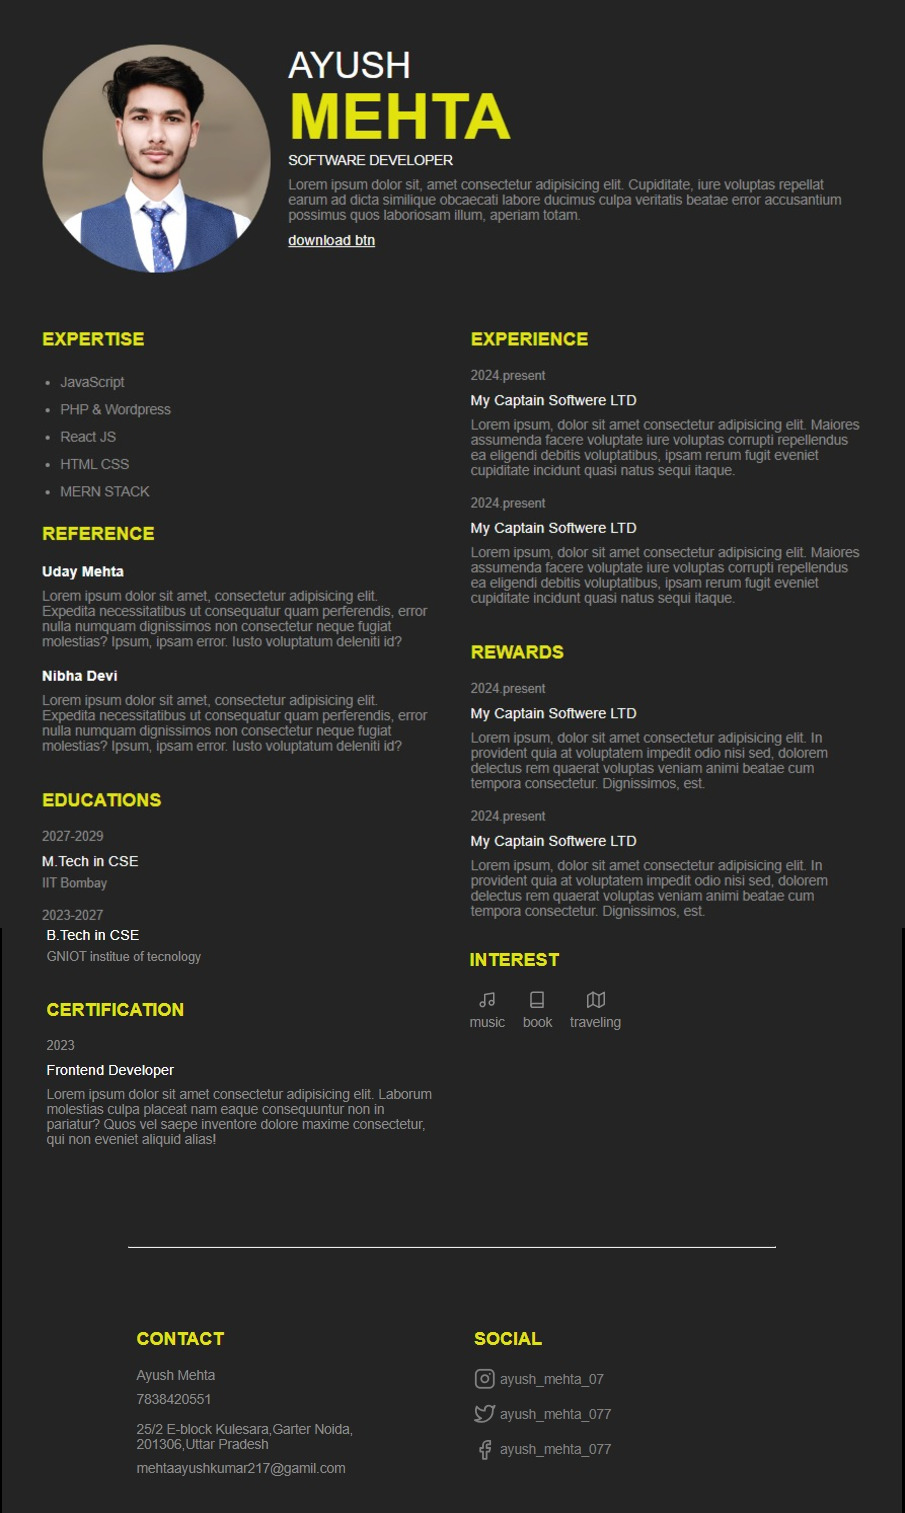 AYUSH
MEHTA
SOFTWARE DEVELOPER
Lorem ipsum dolor sit, amet consectetur adipisicing elit. Cupiditate, iure voluptas repellat
earum ad dicta similique obcaecati labore ducimus culpa veritatis beatae error accusantium
possimus quos laboriosam illum, aperiam totam.
download btn
EXPERTISE
• JavaScript
• PHP & Wordpress
• React JS
• HTML CSS
• MERN STACK
REFERENCE
Uday Mehta
Lorem ipsum dolor sit amet, consectetur adipisicing elit.
Expedita necessitatibus ut consequatur quam perferendis, error
nulla numquam dignissimos non consectetur neque fugiat
molestias? Ipsum, ipsam error. Iusto voluptatum deleniti id?
Nibha Devi
Lorem ipsum dolor sit amet, consectetur adipisicing elit.
Expedita necessitatibus ut consequatur quam perferendis, error
nulla numquam dignissimos non consectetur neque fugiat
molestias? Ipsum, ipsam error. Iusto voluptatum deleniti id?
EDUCATIONS
2027-2029
M.Tech in CSE
IIT Bombay
2023-2027
B.Tech in CSE
GNIOT institue of tecnology
CERTIFICATION
2023
Frontend Developer
Lorem ipsum dolor sit amet consectetur adipisicing elit. Laborum
molestias culpa placeat nam eaque consequuntur non in
pariatur? Quos vel saepe inventore dolore maxime consectetur,
qui non eveniet aliquid alias!
EXPERIENCE
2024.present
My Captain Softwere LTD
Lorem ipsum, dolor sit amet consectetur adipisicing elit. Maiores
assumenda facere voluptate iure voluptas corrupti repellendus
ea eligendi debitis voluptatibus, ipsam rerum fugit eveniet
cupiditate incidunt quasi natus sequi itaque.
2024.present
My Captain Softwere LTD
Lorem ipsum, dolor sit amet consectetur adipisicing elit. Maiores
assumenda facere voluptate iure voluptas corrupti repellendus
ea eligendi debitis voluptatibus, ipsam rerum fugit eveniet
cupiditate incidunt quasi natus sequi itaque.
REWARDS
2024.present
My Captain Softwere LTD
Lorem ipsum, dolor sit amet consectetur adipisicing elit. In
provident quia at voluptatem impedit odio nisi sed, dolorem
delectus rem quaerat voluptas veniam animi beatae cum
tempora consectetur. Dignissimos, est.
2024.present
My Captain Softwere LTD
Lorem ipsum, dolor sit amet consectetur adipisicing elit. In
provident quia at voluptatem impedit odio nisi sed, dolorem
delectus rem quaerat voluptas veniam animi beatae cum
tempora consectetur. Dignissimos, est.
INTEREST
music book traveling
CONTACT
Ayush Mehta
7838420551
25/2 E-block Kulesara,Garter Noida,
201306,Uttar Pradesh
mehtaayushkumar217@gamil.com
SOCIAL
ayush_mehta_07
ayush_mehta_077
ayush_mehta_077